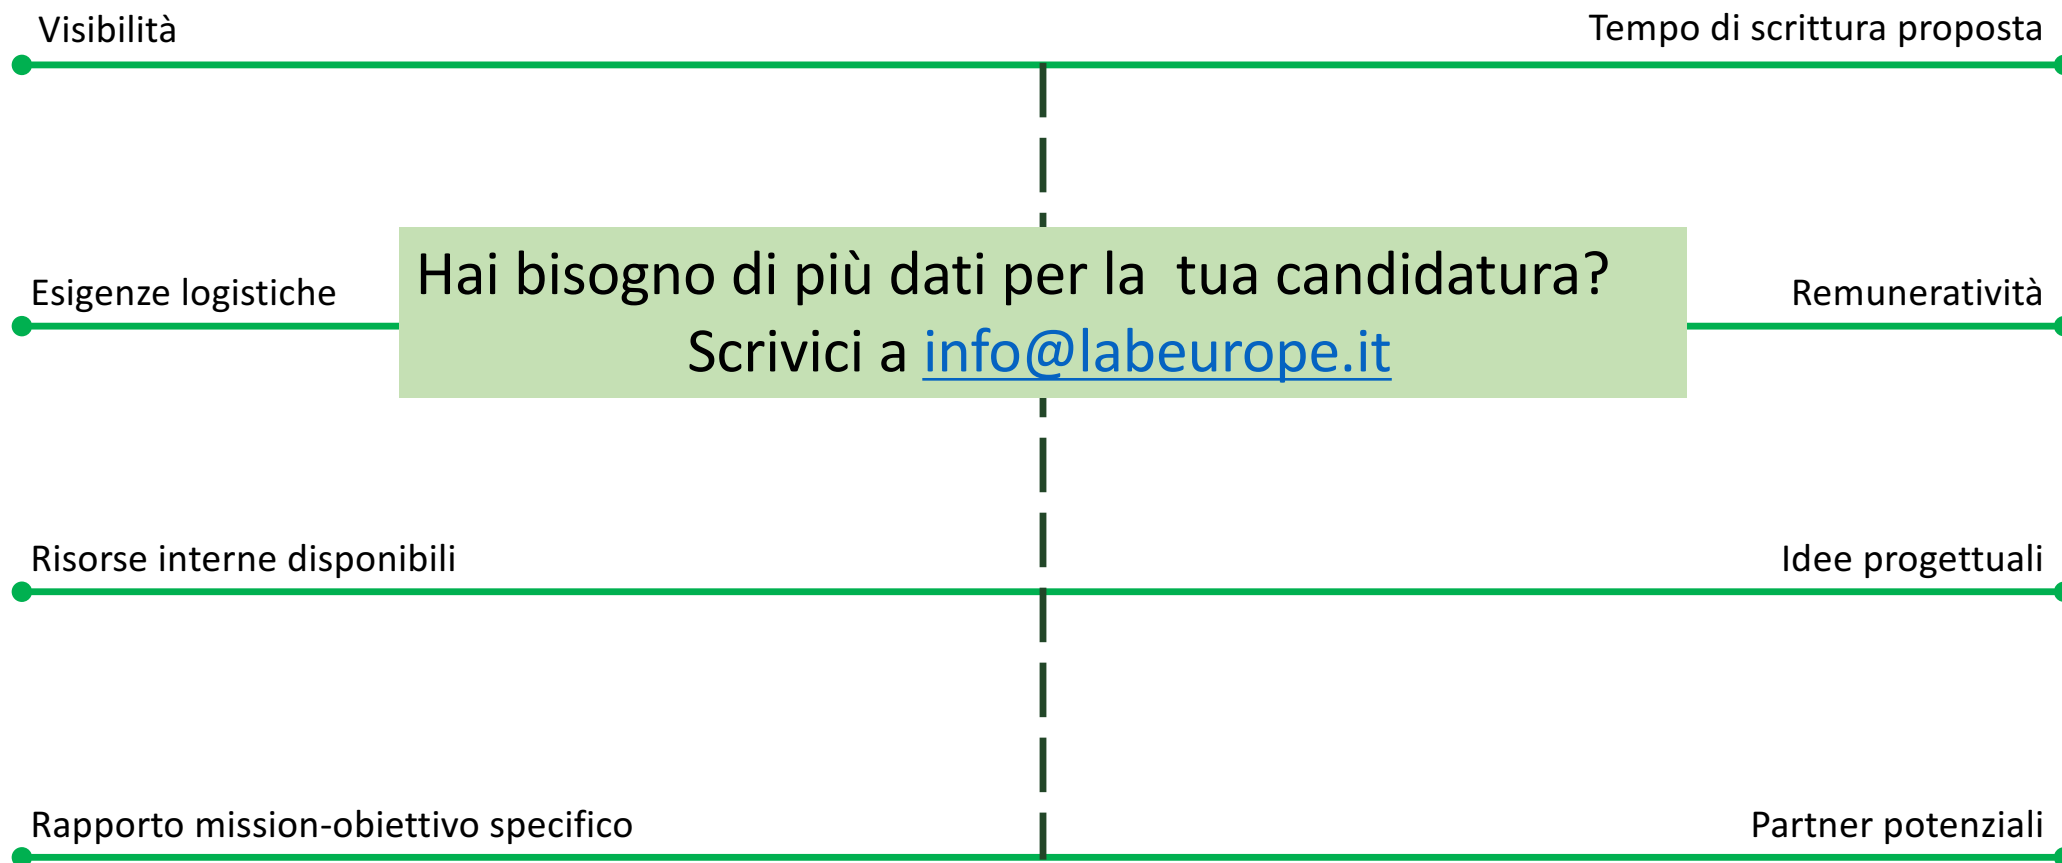 Visibilità
Tempo di scrittura proposta
Esigenze logistiche
Hai bisogno di più dati per la  tua candidatura?
Scrivici a info@labeurope.it
Remuneratività
Risorse interne disponibili
Idee progettuali
Rapporto mission-obiettivo specifico
Partner potenziali